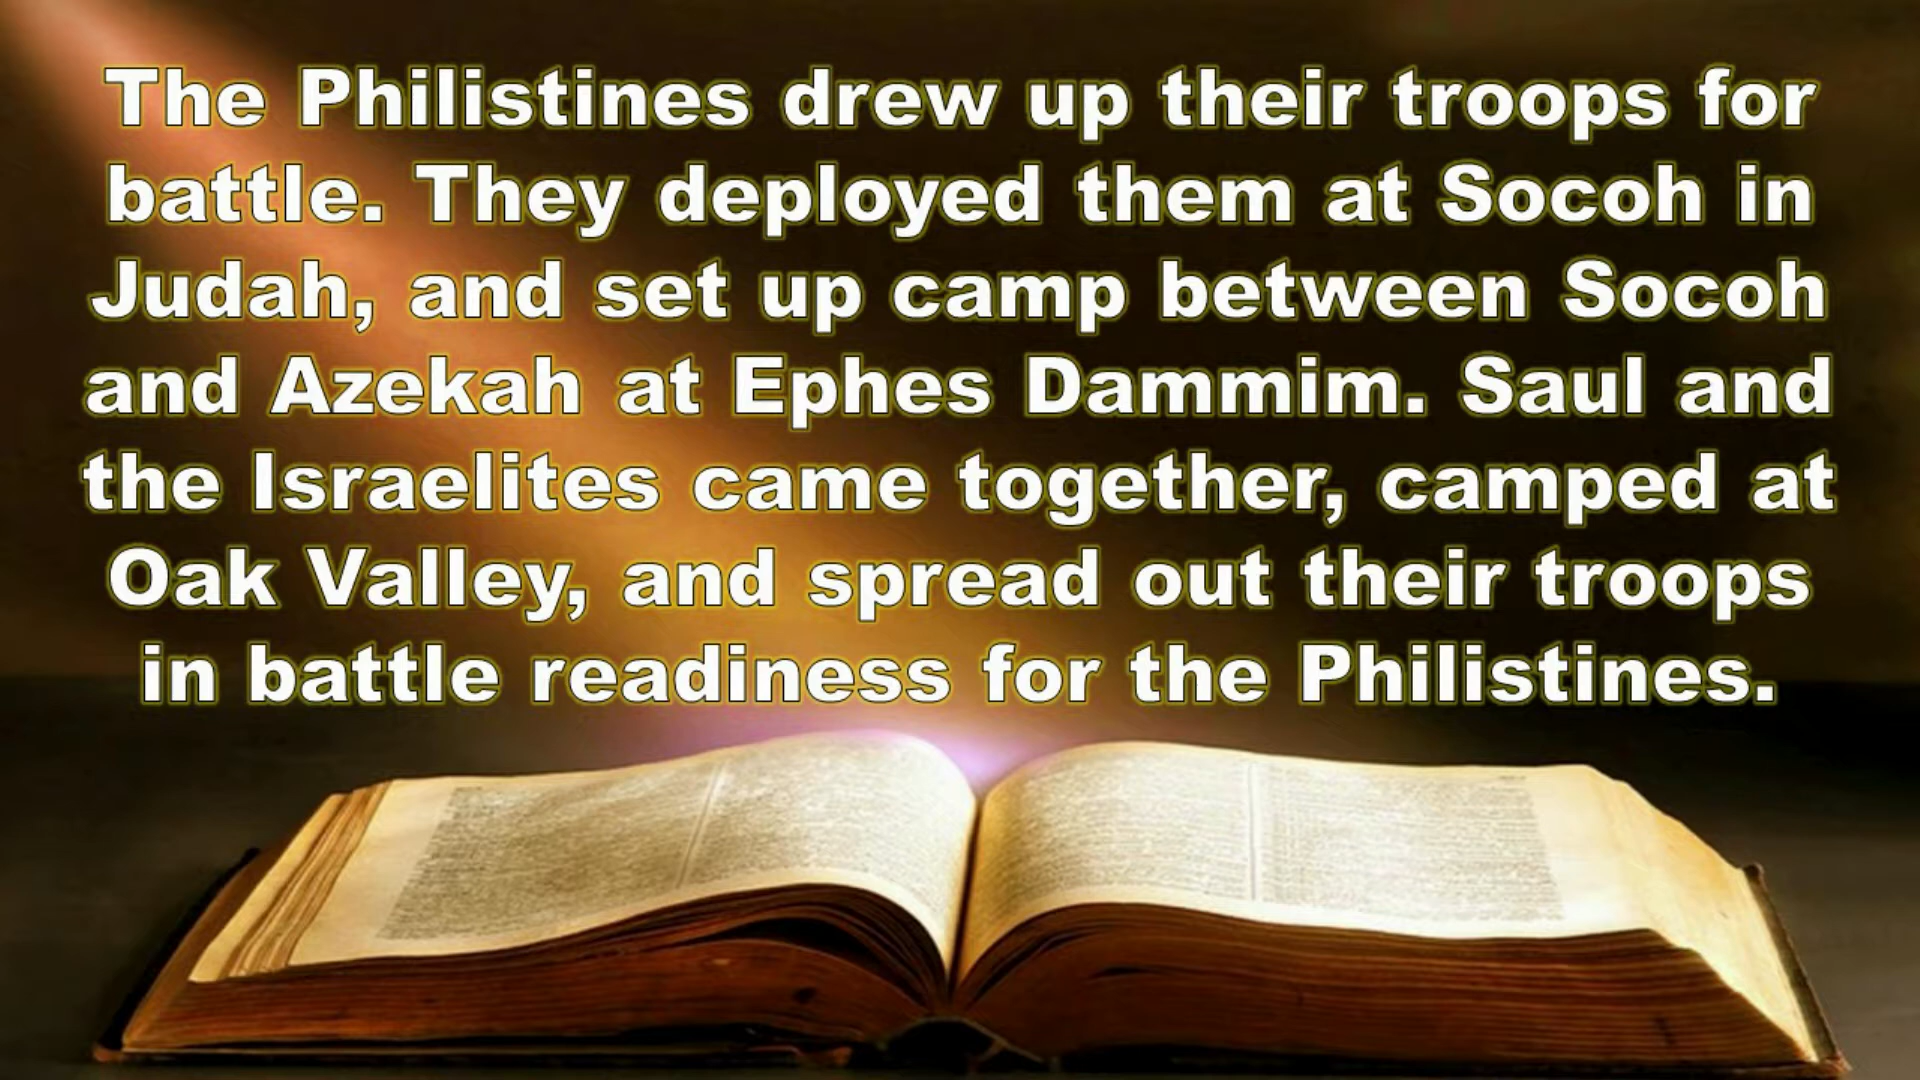 The Philistines drew up their troops for
battle. They deployed them at Socoh in
Judah, and set up camp between Socoh
and Azekah at Ephes Dammim. Saul and
the Israelites came together, camped at
Oak Valley, and spread out their troops
in battle readiness for the Philistines.